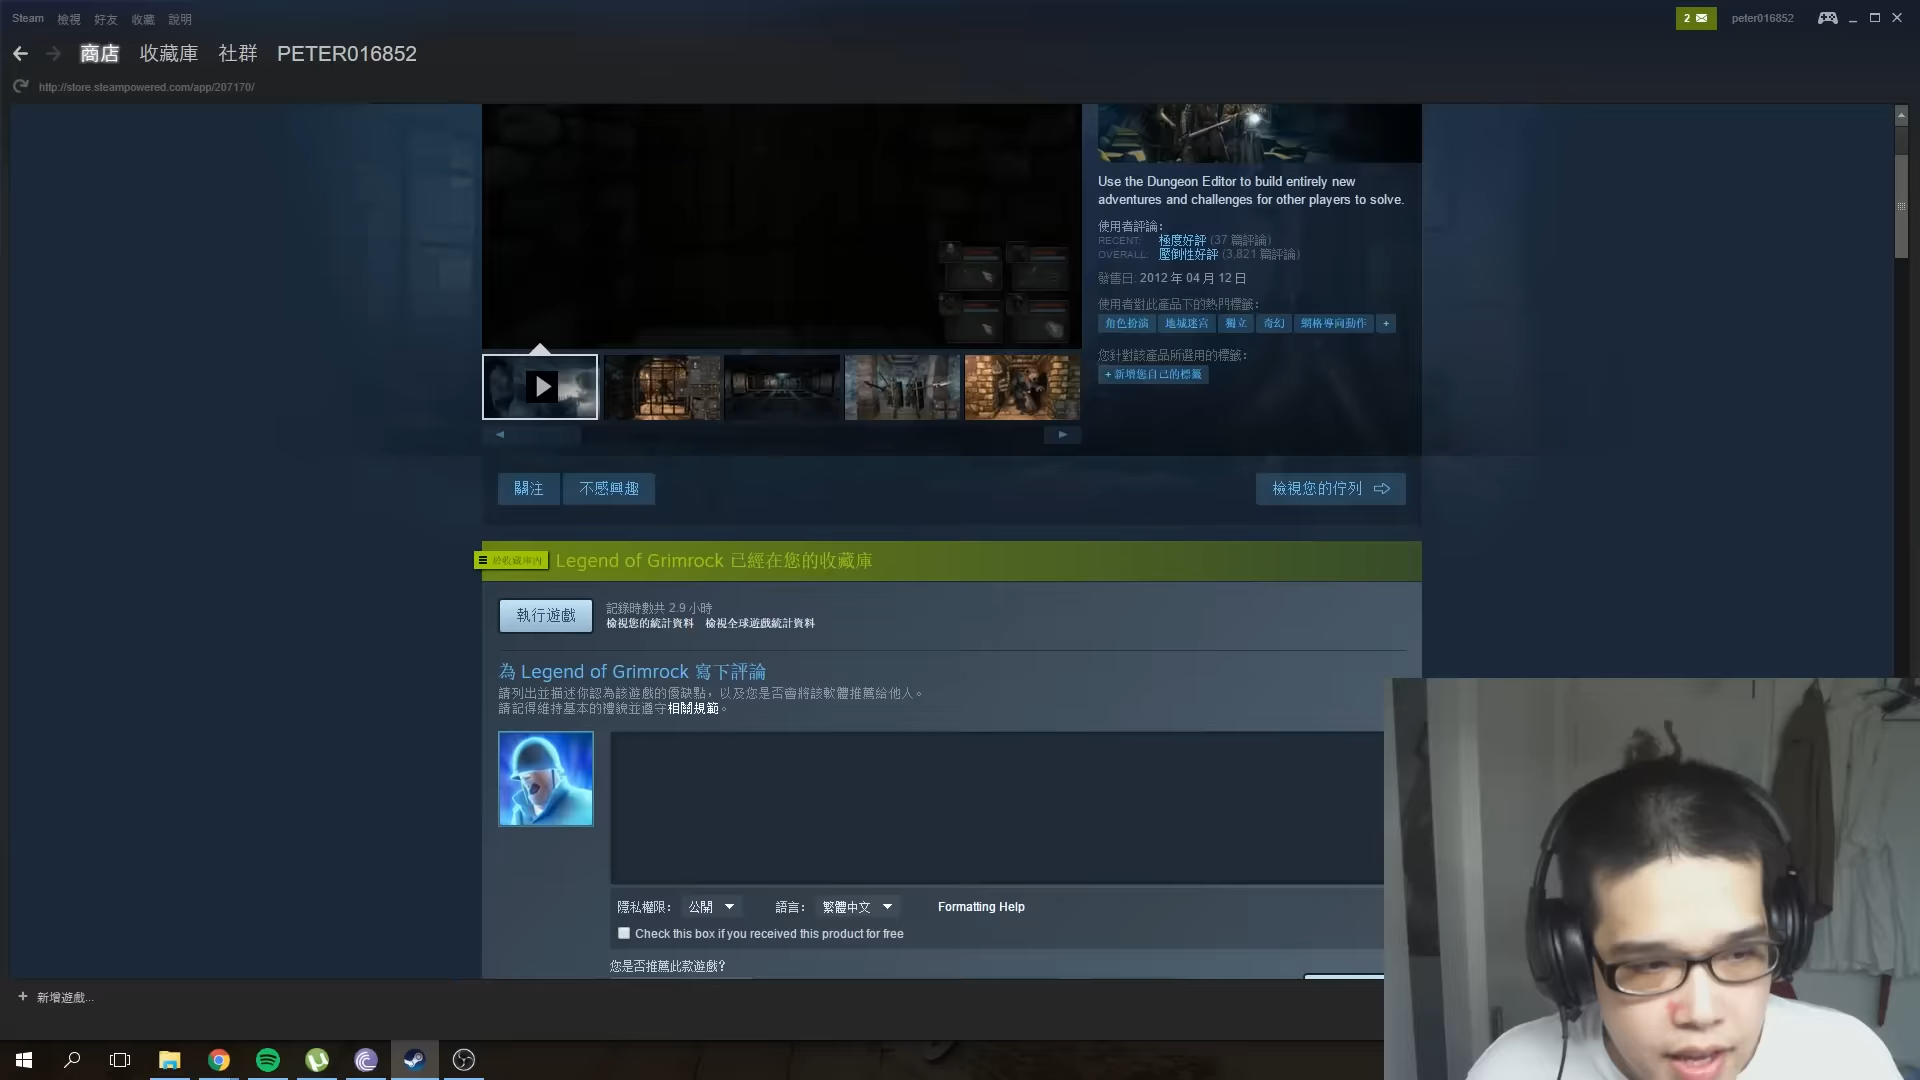 Steam 檢視 好友 收藏 說明
2 peter016852
商店 收藏庫 社群 PETER016852
http://store.steampowered.com/app/207170/
Use the Dungeon Editor to build entirely new
adventures and challenges for other players to solve.
使用者評論:
RECENT: 極度好評 (37 篇評論)
OVERALL: 壓倒性好評 (3,821 篇評論)
發售日: 2012 年 04 月 12 日
使用者對此產品下的熱門標籤:
角色扮演 地城迷宮 獨立 奇幻 網格導向動作 +
您針對該產品所選用的標籤:
+ 新增您自己的標籤
關注 不感興趣 檢視您的佇列
於收藏庫內 Legend of Grimrock 已經在您的收藏庫
執行遊戲 記錄時數共 2.9 小時
檢視您的統計資料 檢視全球遊戲統計資料
為 Legend of Grimrock 寫下評論
請列出並描述你認為該遊戲的優缺點，以及您是否會將該軟體推薦給他人。
請記得維持基本的禮貌並遵守相關規範。
隱私權限: 公開 語言: 繁體中文 Formatting Help
Check this box if you received this product for free
您是否推薦此款遊戲?
+ 新增遊戲...